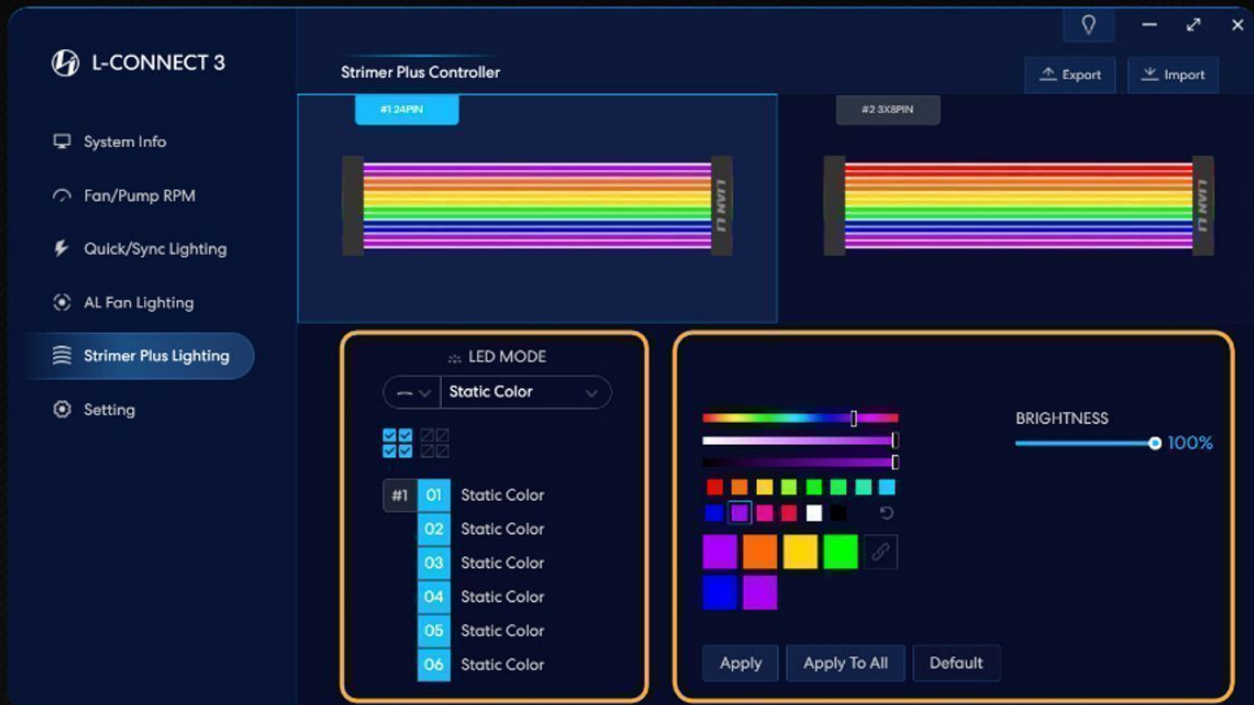 L-CONNECT 3
System Info
Fan/Pump RPM
Quick/Sync Lighting
AL Fan Lighting
Strimer Plus Lighting
Setting
Strimer Plus Controller
Export
Import
#1 24PIN
#2 3X8PIN
LIAN LI
LIAN LI
LED MODE
Static Color
#1 01 Static Color
02 Static Color
03 Static Color
04 Static Color
05 Static Color
06 Static Color
BRIGHTNESS
100%
Apply
Apply To All
Default